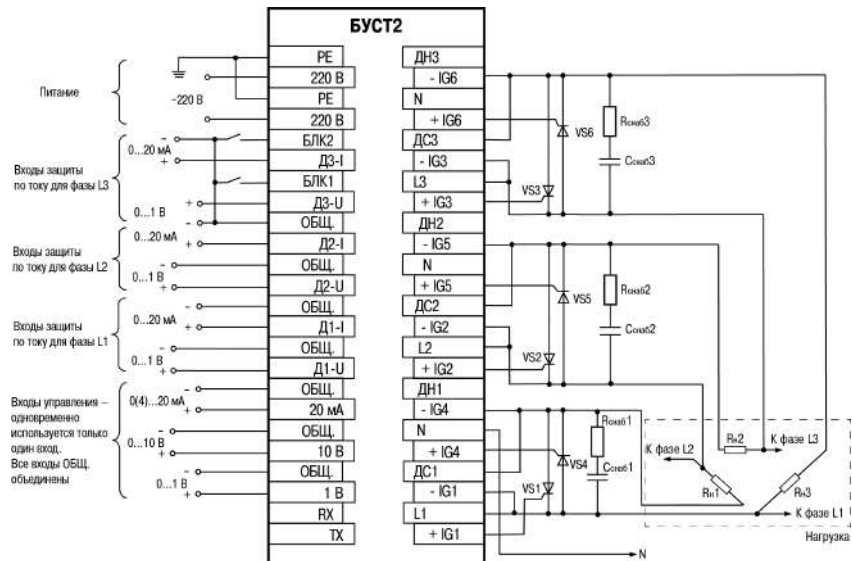 БУСТ2
Питание
~220 В
PE
220 В
PE
220 В
Входы защиты
по току для фазы L3
-
0...20 мА
+
0...1 В
+
-
БЛК2
Д3-I
БЛК1
Д3-U
ОБЩ.
Входы защиты
по току для фазы L2
0...20 мА
+
-
0...1 В
+
Д2-I
ОБЩ.
Д2-U
Входы защиты
по току для фазы L1
-
0...20 мА
+
-
0...1 В
+
ОБЩ.
Д1-I
ОБЩ.
Д1-U
Входы управления –
одновременно
используется только
один вход.
Все входы ОБЩ.
объединены
-
0(4)...20 мА
+
-
0...10 В
+
-
0...1 В
+
ОБЩ.
20 мА
ОБЩ.
10 В
ОБЩ.
1 В
RX
TX
ДН3
- IG6
N
+ IG6
ДС3
- IG3
L3
+ IG3
ДН2
- IG5
N
+ IG5
ДС2
- IG2
L2
+ IG2
ДН1
- IG4
N
+ IG4
ДС1
- IG1
L1
+ IG1
VS6
VS3
Rснаб3
Cснаб3
VS5
VS2
Rснаб2
Cснаб2
VS4
VS1
Rснаб1
Cснаб1
Rн2
К фазе L3
К фазе L2
Rн1
Rн3
К фазе L1
Нагрузка
N